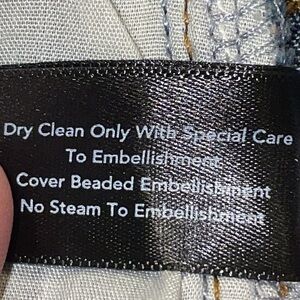 Dry Clean Only With Special Care
To Embellishment
Cover Beaded Embellishment
No Steam To Embellishment